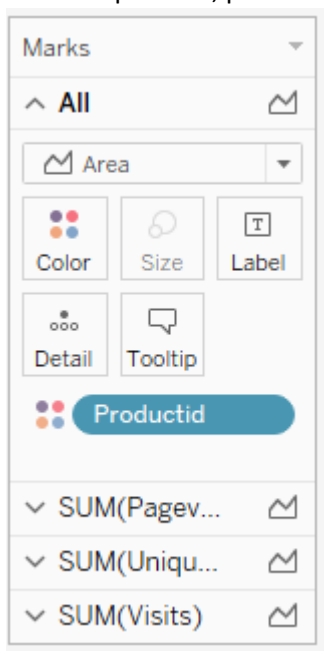 Marks
All
Area
Color Size Label
Detail Tooltip
Productid
SUM(Pagev...
SUM(Uniqu...
SUM(Visits)